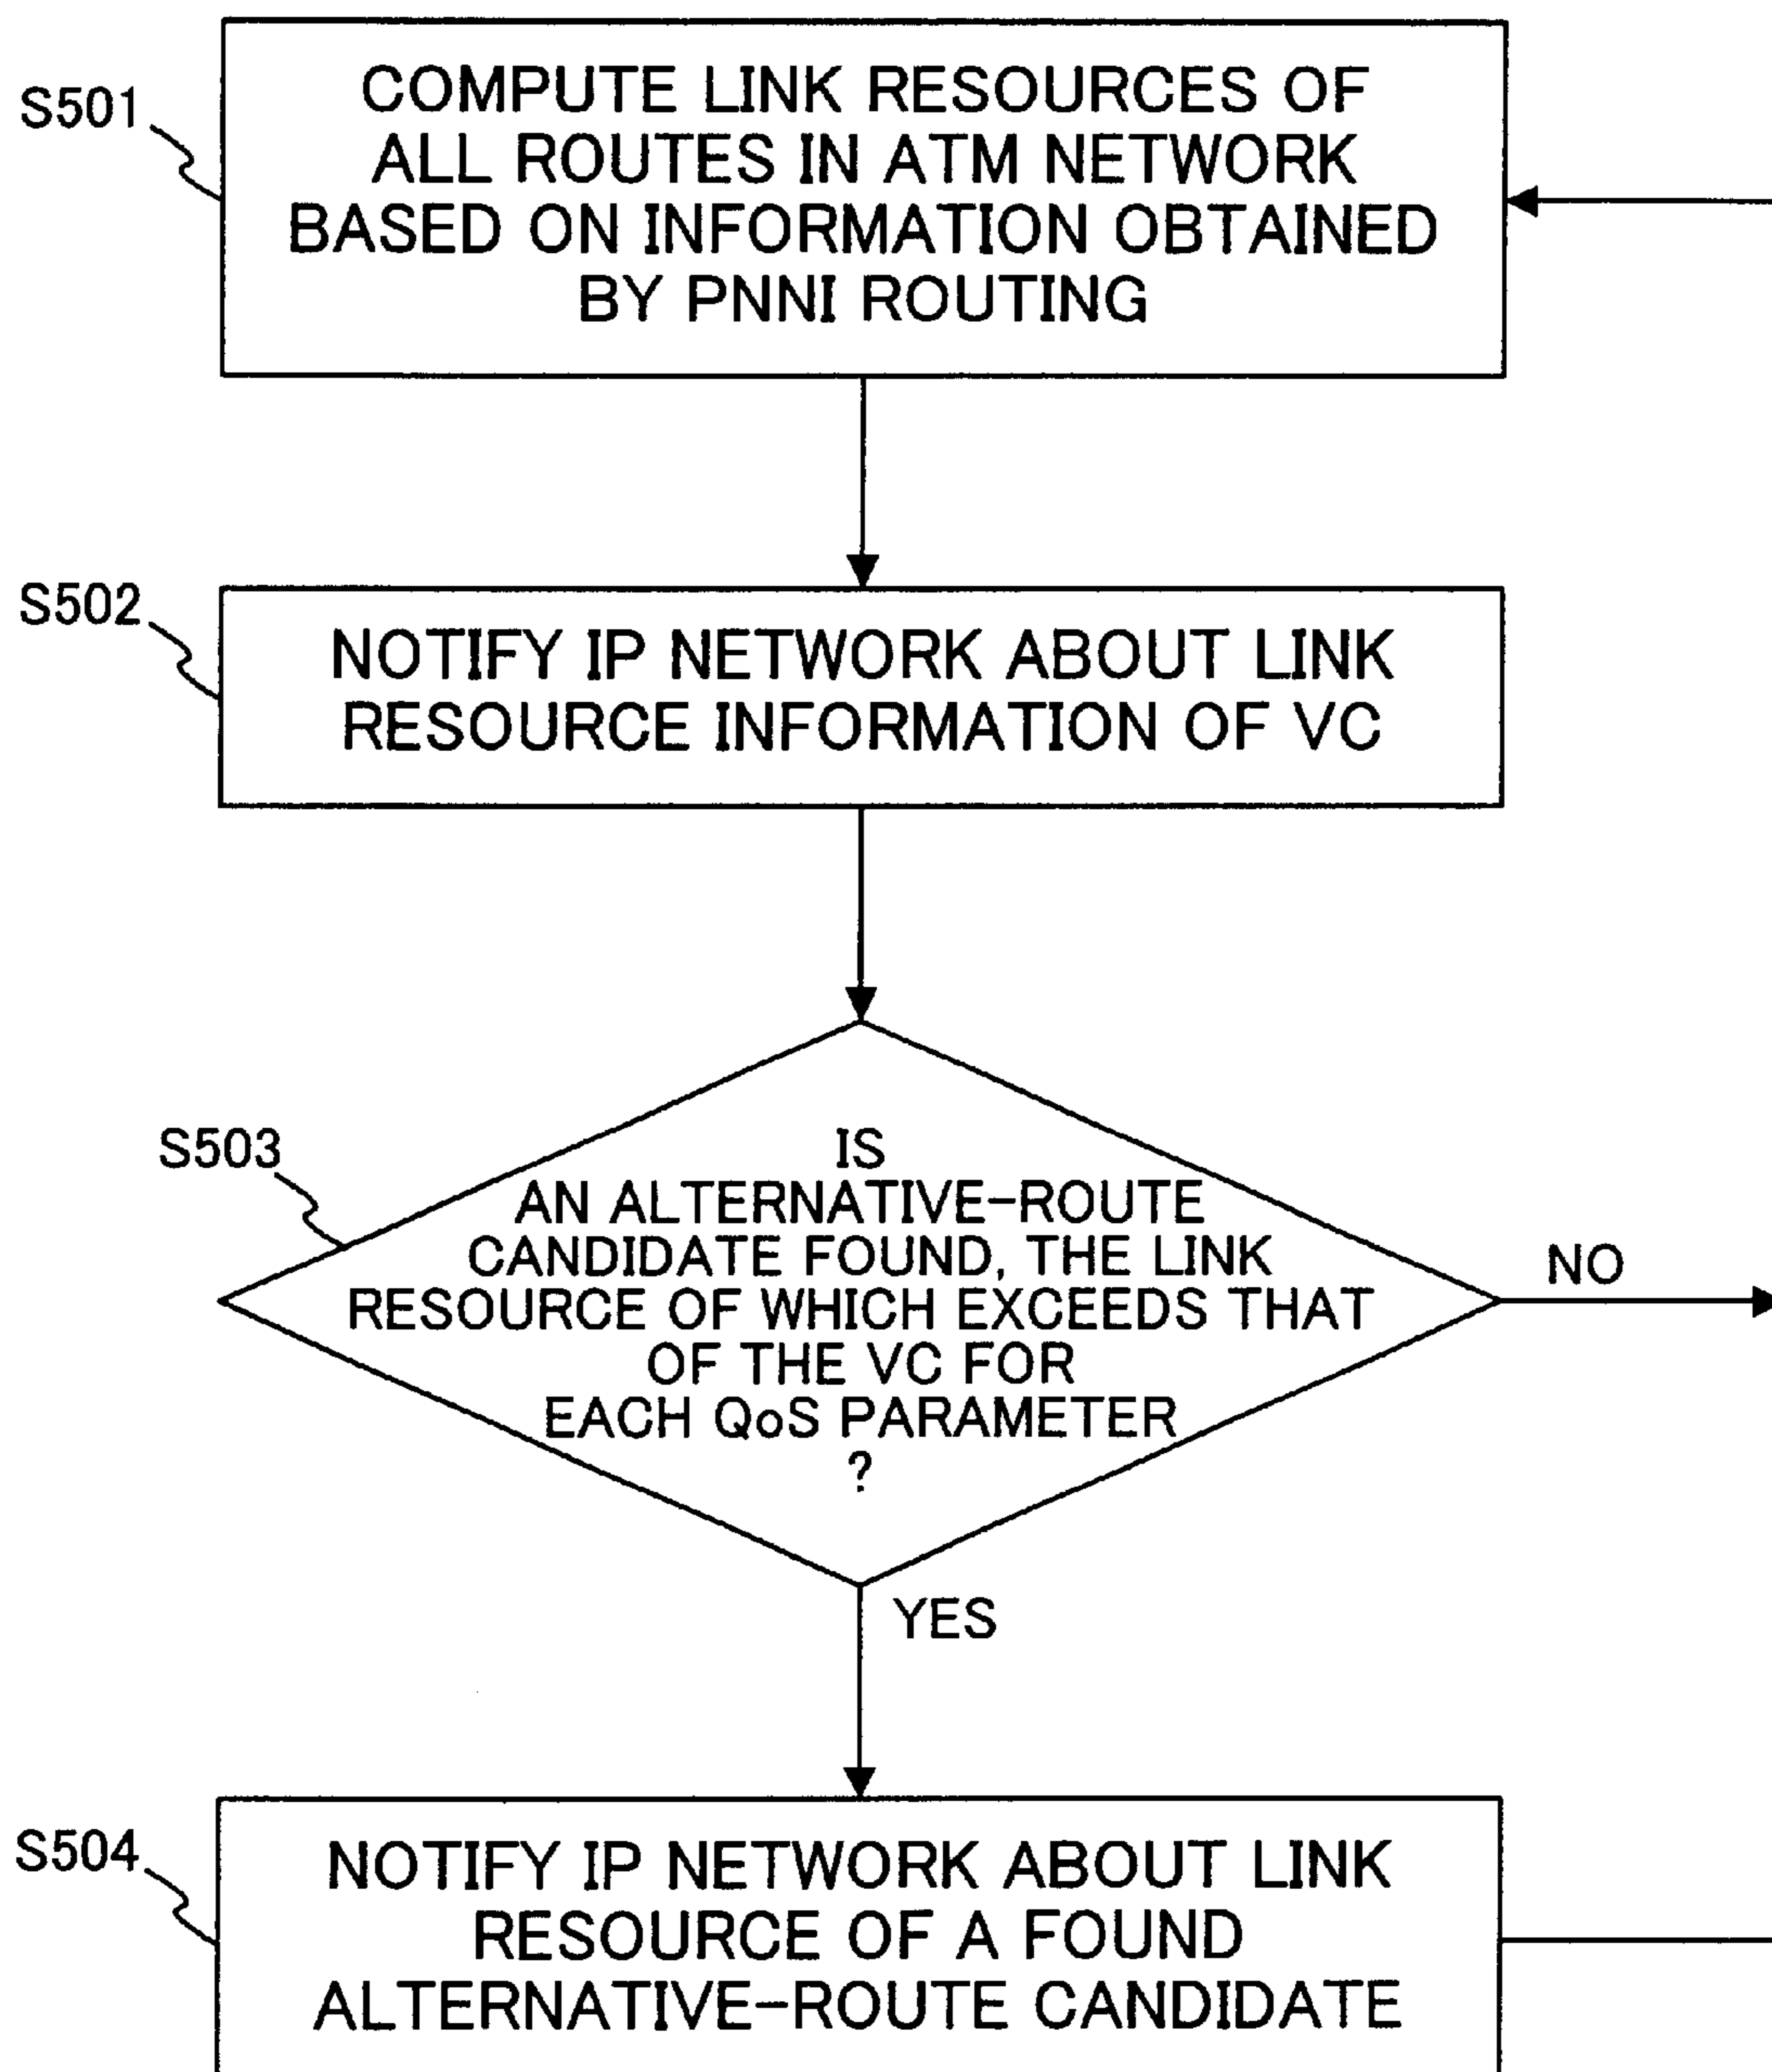 S501
COMPUTE LINK RESOURCES OF
ALL ROUTES IN ATM NETWORK
BASED ON INFORMATION OBTAINED
BY PNNI ROUTING
S502
NOTIFY IP NETWORK ABOUT LINK
RESOURCE INFORMATION OF VC
S503
IS
AN ALTERNATIVE-ROUTE
CANDIDATE FOUND, THE LINK
RESOURCE OF WHICH EXCEEDS THAT
OF THE VC FOR
EACH QoS PARAMETER
?
NO
YES
S504
NOTIFY IP NETWORK ABOUT LINK
RESOURCE OF A FOUND
ALTERNATIVE-ROUTE CANDIDATE